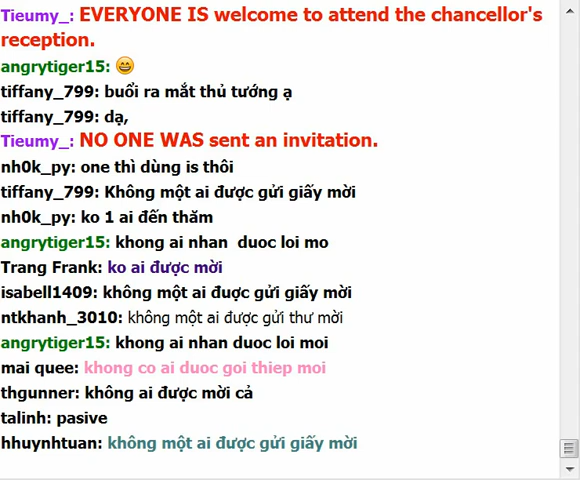 Tieumy_: EVERYONE IS welcome to attend the chancellor's
reception.
angrytiger15: 😄
tiffany_799: buổi ra mắt thủ tướng ạ
tiffany_799: dạ,
Tieumy_: NO ONE WAS sent an invitation.
nh0k_py: one thì dùng is thôi
tiffany_799: Không một ai được gửi giấy mời
nh0k_py: ko 1 ai đến thăm
angrytiger15: khong ai nhan  duoc loi mo
Trang Frank: ko ai được mời
isabell1409: không một ai đuợc gửi giấy mời
ntkhanh_3010: không một ai được gửi thư mời
angrytiger15: khong ai nhan duoc loi moi
mai quee: khong co ai duoc goi thiep moi
thgunner: không ai được mời cả
talinh: pasive
hhuynhtuan: không một ai được gửi giấy mời